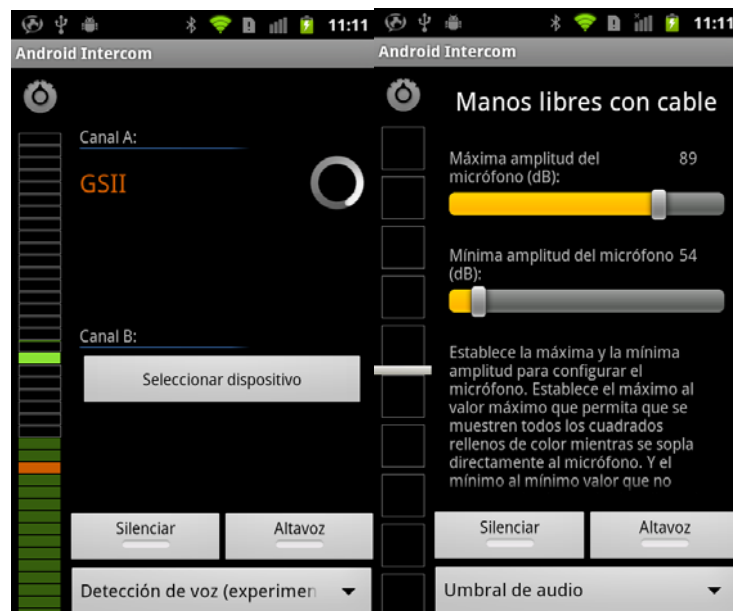 11:11
Android Intercom
Canal A:
GSII
Canal B:
Seleccionar dispositivo
Silenciar
Altavoz
Detección de voz (experimen
11:11
Android Intercom
Manos libres con cable
Máxima amplitud del
micrófono (dB):
89
Mínima amplitud del micrófono 54
(dB):
Establece la máxima y la mínima
amplitud para configurar el
micrófono. Establece el máximo al
valor máximo que permita que se
muestren todos los cuadrados
rellenos de color mientras se sopla
directamente al micrófono. Y el
mínimo al mínimo valor que no
Silenciar
Altavoz
Umbral de audio